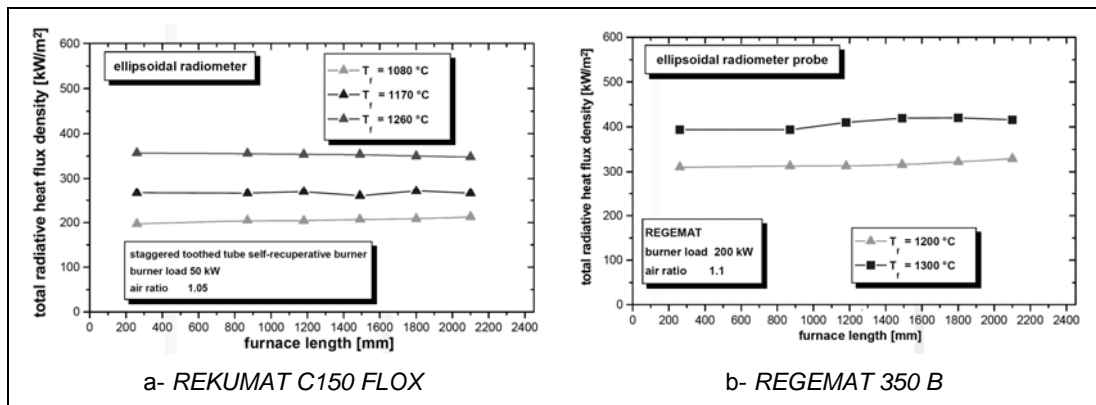 600
500
400
300
250
200
100
0
total radiative heat flux density [kW/m²]
ellipsoidal radiometer
T_f = 1080 °C
T_f = 1170 °C
T_f = 1260 °C
staggered toothed tube self-recuperative burner
burner load 50 kW
air ratio 1.05
0 200 400 600 800 1000 1200 1400 1600 1800 2000 2200 2400
furnace length [mm]
a- REKUMAT C150 FLOX
600
500
400
300
200
100
0
total radiative heat flux density [kW/m²]
ellipsoidal radiometer probe
REGEMAT
burner load 200 kW
air ratio 1.1
T_f = 1200 °C
T_f = 1300 °C
0 200 400 600 800 1000 1200 1400 1600 1800 2000 2200 2400
furnace length [mm]
b- REGEMAT 350 B